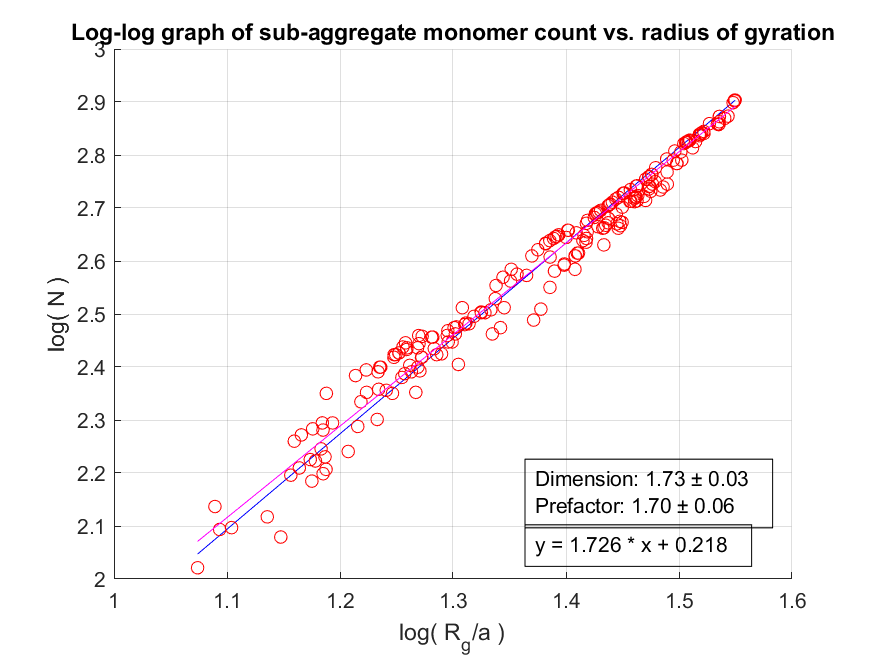 Log-log graph of sub-aggregate monomer count vs. radius of gyration
3
2.9
2.8
2.7
2.6
2.5
2.4
2.3
2.2
2.1
2
log( N )
Dimension: 1.73 ± 0.03
Prefactor: 1.70 ± 0.06
y = 1.726 * x + 0.218
1 1.1 1.2 1.3 1.4 1.5 1.6
log( R_g/a )